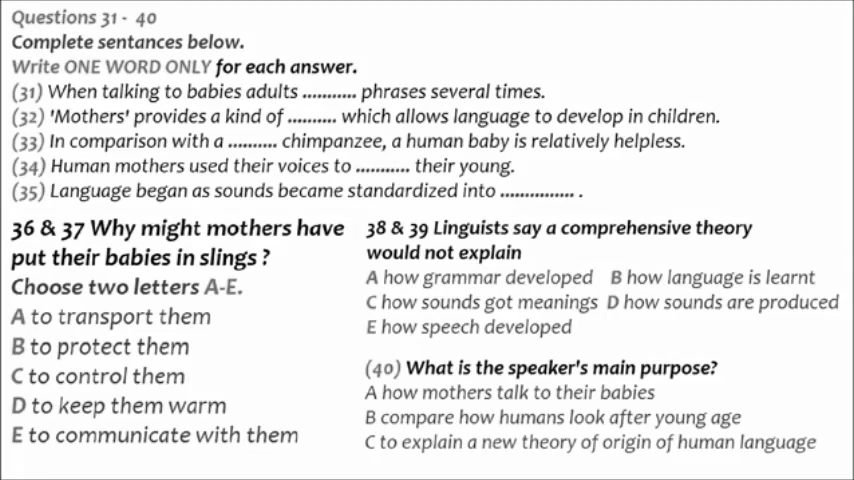 Questions 31 - 40
Complete sentences below.
Write ONE WORD ONLY for each answer.
(31) When talking to babies adults ........... phrases several times.
(32) 'Mothers' provides a kind of .......... which allows language to develop in children.
(33) In comparison with a .......... chimpanzee, a human baby is relatively helpless.
(34) Human mothers used their voices to ........... their young.
(35) Language began as sounds became standardized into ............... .
36 & 37 Why might mothers have
put their babies in slings ?
Choose two letters A-E.
A to transport them
B to protect them
C to control them
D to keep them warm
E to communicate with them
38 & 39 Linguists say a comprehensive theory
would not explain
A how grammar developed B how language is learnt
C how sounds got meanings D how sounds are produced
E how speech developed
(40) What is the speaker's main purpose?
A how mothers talk to their babies
B compare how humans look after young age
C to explain a new theory of origin of human language